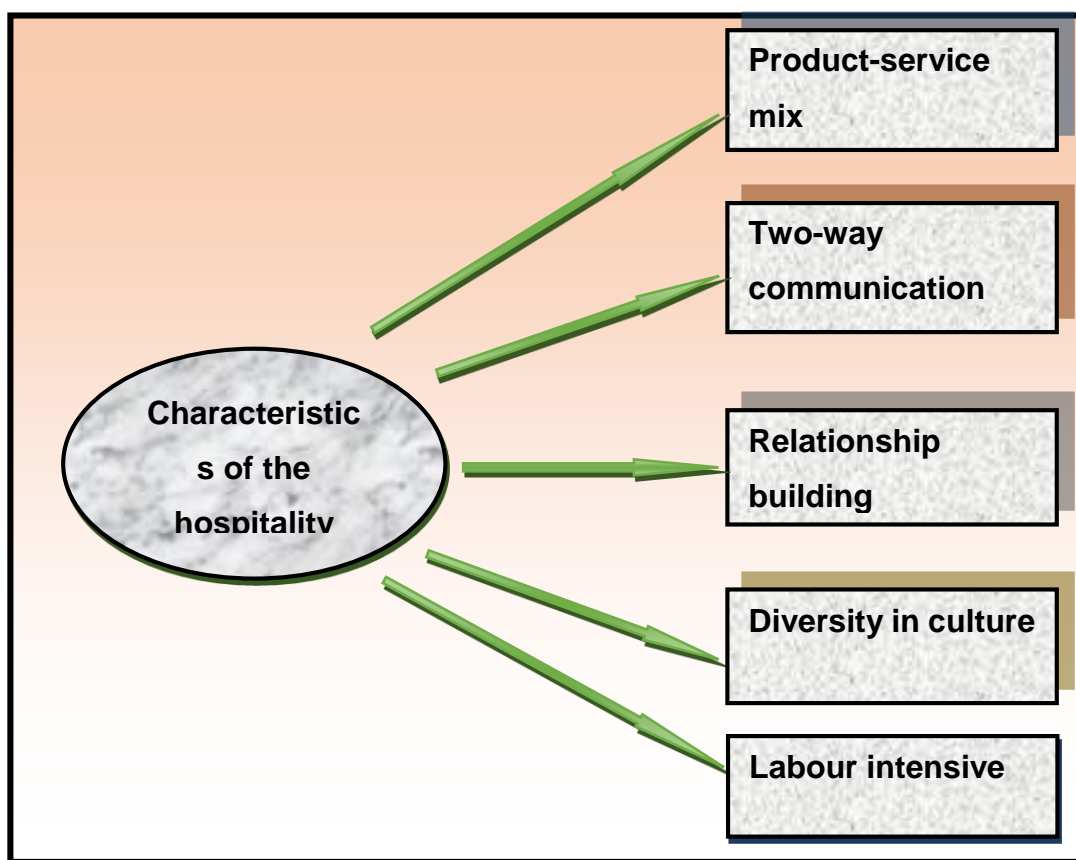 Product-service
mix
Two-way
communication
Characteristic
s of the
hospitality
Relationship
building
Diversity in culture
Labour intensive